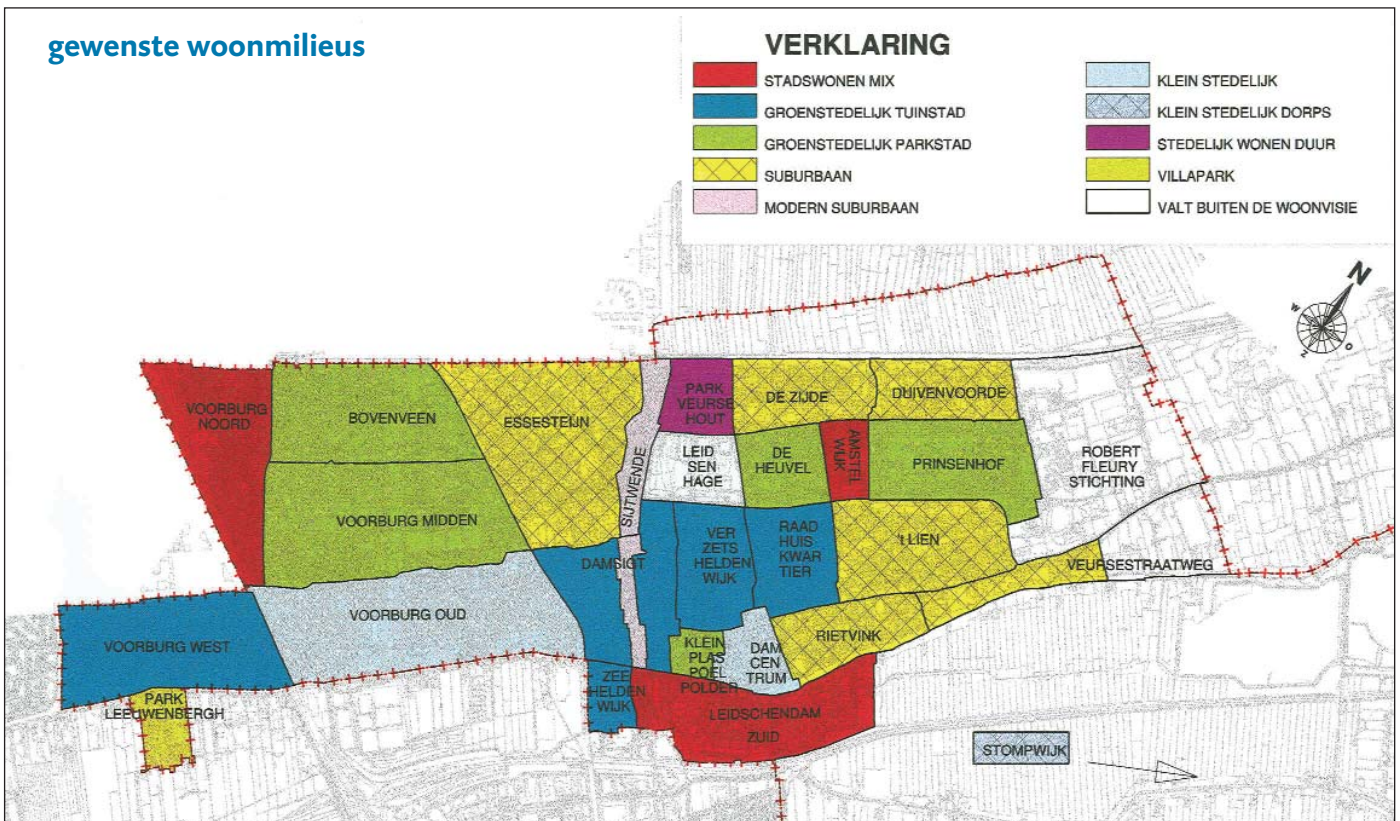 gewenste woonmilieus
VERKLARING
STADSWONEN MIX
GROENSTEDELIJK TUINSTAD
GROENSTEDELIJK PARKSTAD
SUBURBAAN
MODERN SUBURBAAN
KLEIN STEDELIJK
KLEIN STEDELIJK DORPS
STEDELIJK WONEN DUUR
VILLAPARK
VALT BUITEN DE WOONVISIE
N
W
O
Z
VOORBURG
NOORD
BOVENVEEN
ESSESTEIJN
PARK
VEURSE
HOUT
DE ZIJDE
DUIVENVOORDE
LEID
SEN
HAGE
DE
HEUVEL
AMSTEL
WIJK
PRINSENHOF
ROBERT
FLEURY
STICHTING
SIJTWENDE
VOORBURG MIDDEN
VER
ZETS
HELDEN
WIJK
RAAD
HUIS
KWAR
TIER
'T LIEN
DAMSIGT
VEURSESTRAATWEG
VOORBURG OUD
VOORBURG WEST
RIETVINK
KLEIN
PLAS
POEL
POLDER
DAM
CEN
TRUM
ZEE
HELDEN
WIJK
PARK
LEEUWENBERGH
LEIDSCHENDAM
ZUID
STOMPWIJK